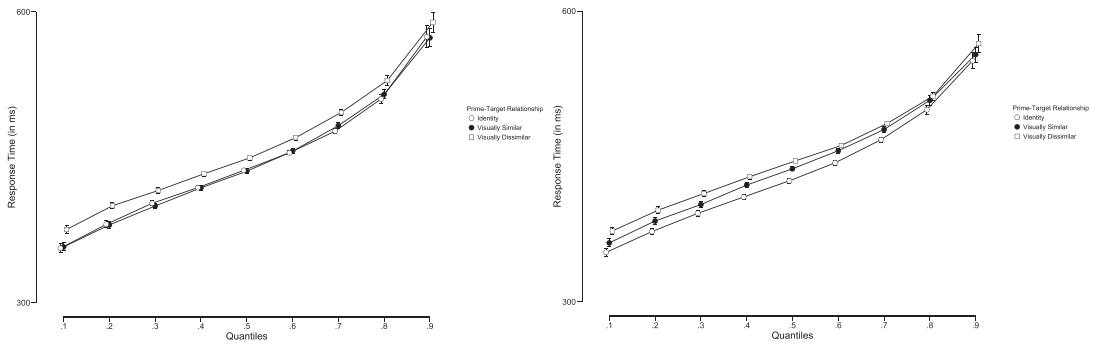 600
Response Time (in ms)
300
.1 .2 .3 .4 .5 .6 .7 .8 .9
Quantiles
Prime-Target Relationship
Identity
Visually Similar
Visually Dissimilar
600
Response Time (in ms)
300
.1 .2 .3 .4 .5 .6 .7 .8 .9
Quantiles
Prime-Target Relationship
Identity
Visually Similar
Visually Dissimilar